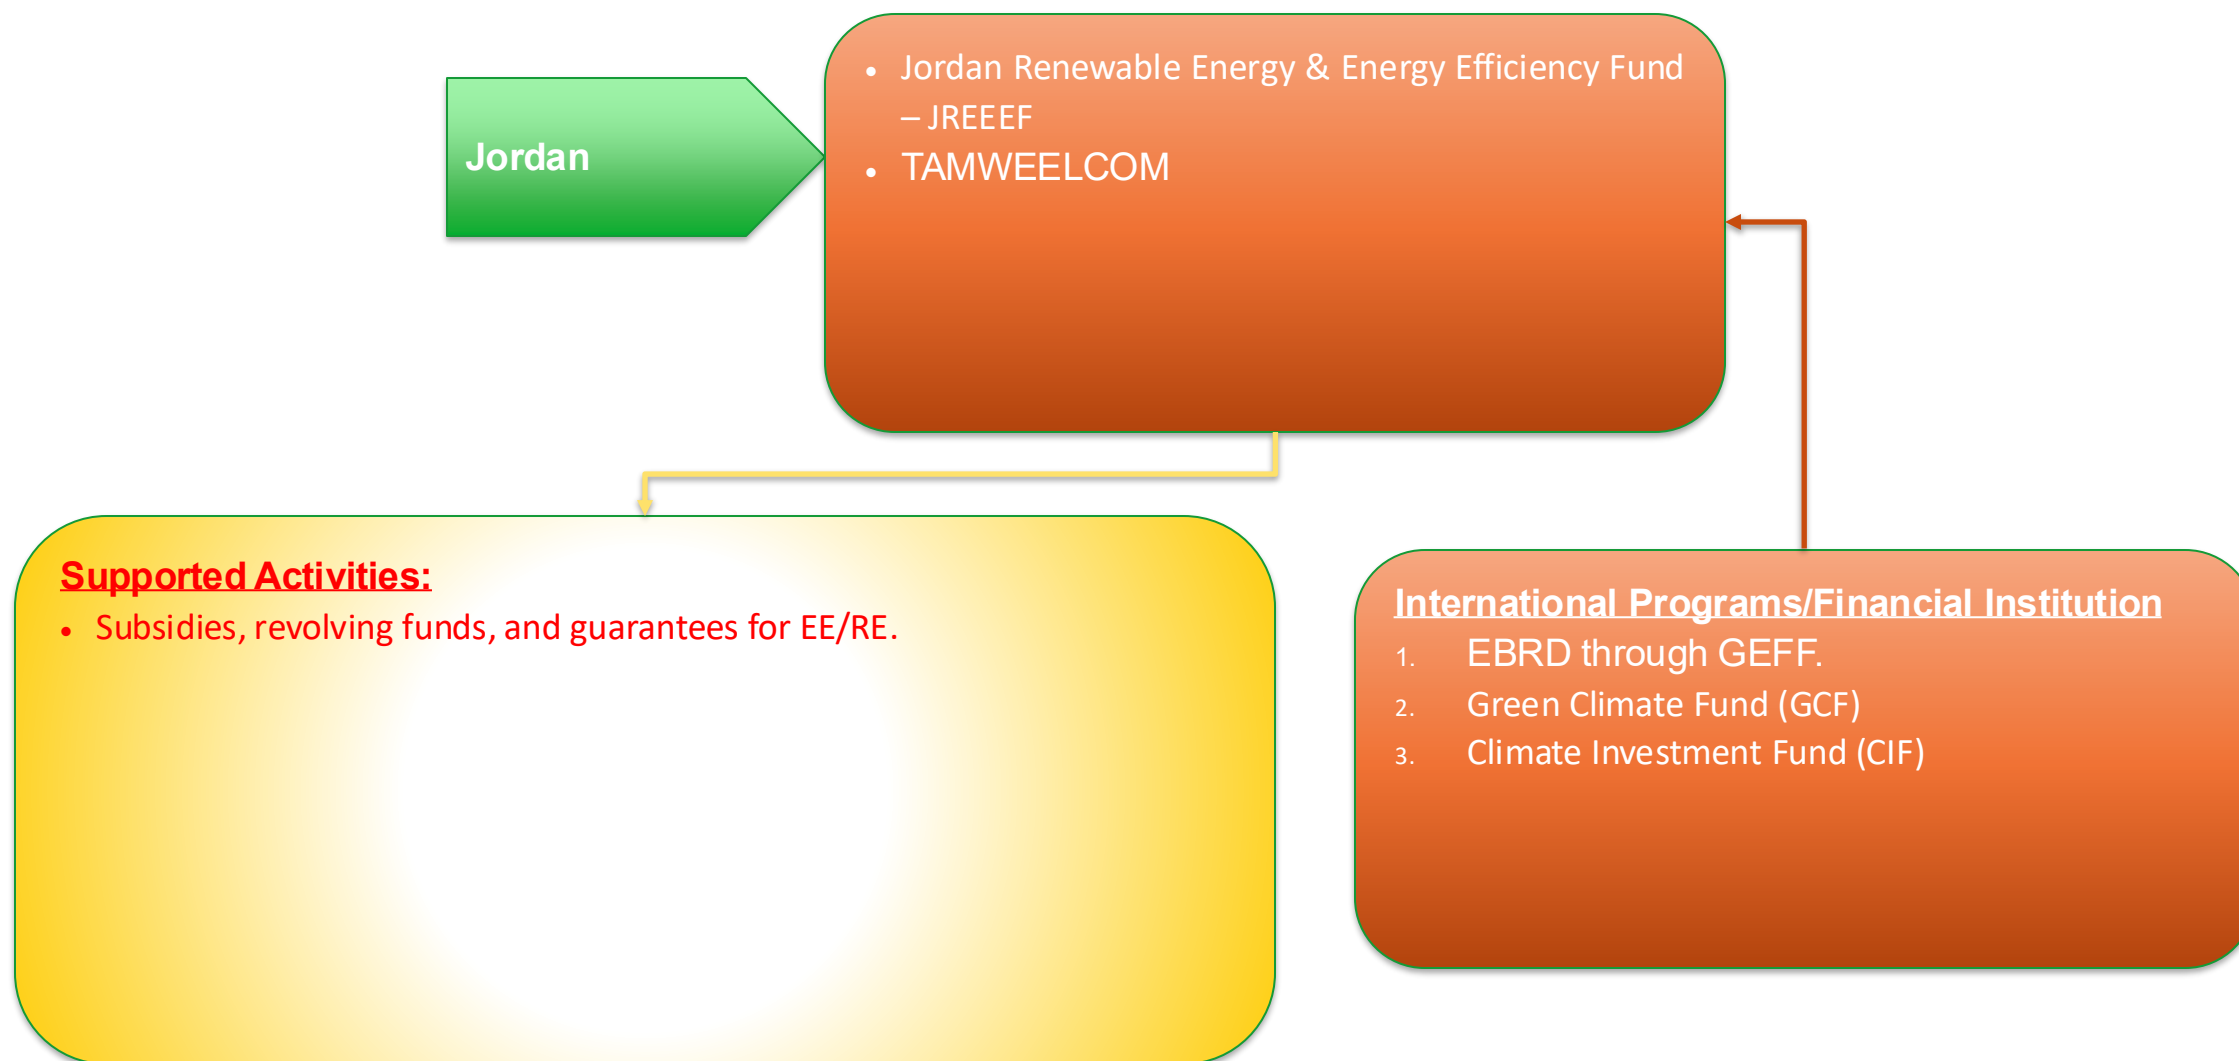 Jordan
• Jordan Renewable Energy & Energy Efficiency Fund
– JREEEF
• TAMWEELCOM
Supported Activities:
• Subsidies, revolving funds, and guarantees for EE/RE.
International Programs/Financial Institution
1. EBRD through GEFF.
2. Green Climate Fund (GCF)
3. Climate Investment Fund (CIF)